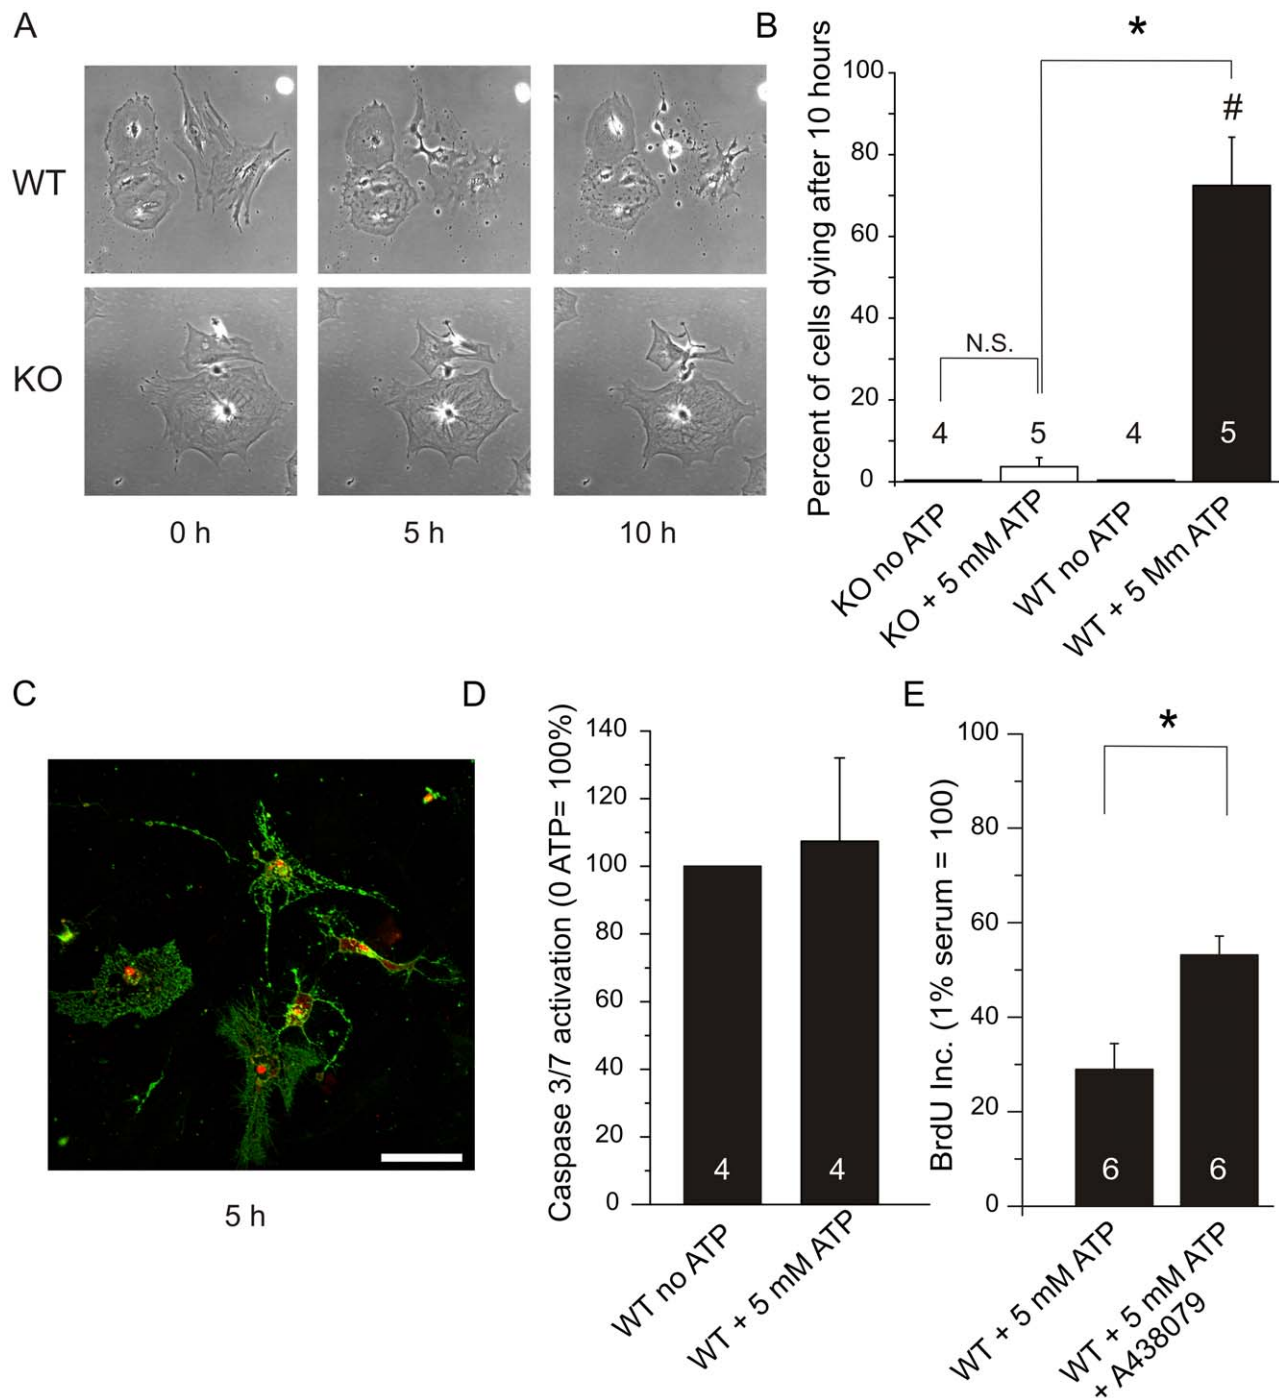 A
WT
KO
0 h
5 h
10 h
B
Percent of cells dying after 10 hours
100
80
60
40
20
0
*
#
N.S.
4
5
4
5
KO no ATP
KO + 5 mM ATP
WT no ATP
WT + 5 Mm ATP
C
5 h
D
Caspase 3/7 activation (0 ATP= 100%)
140
120
100
80
60
40
20
0
4
4
WT no ATP
WT + 5 mM ATP
E
BrdU Inc. (1% serum = 100)
100
80
60
40
20
0
*
6
6
WT + 5 mM ATP
WT + 5 mM ATP
+ A438079